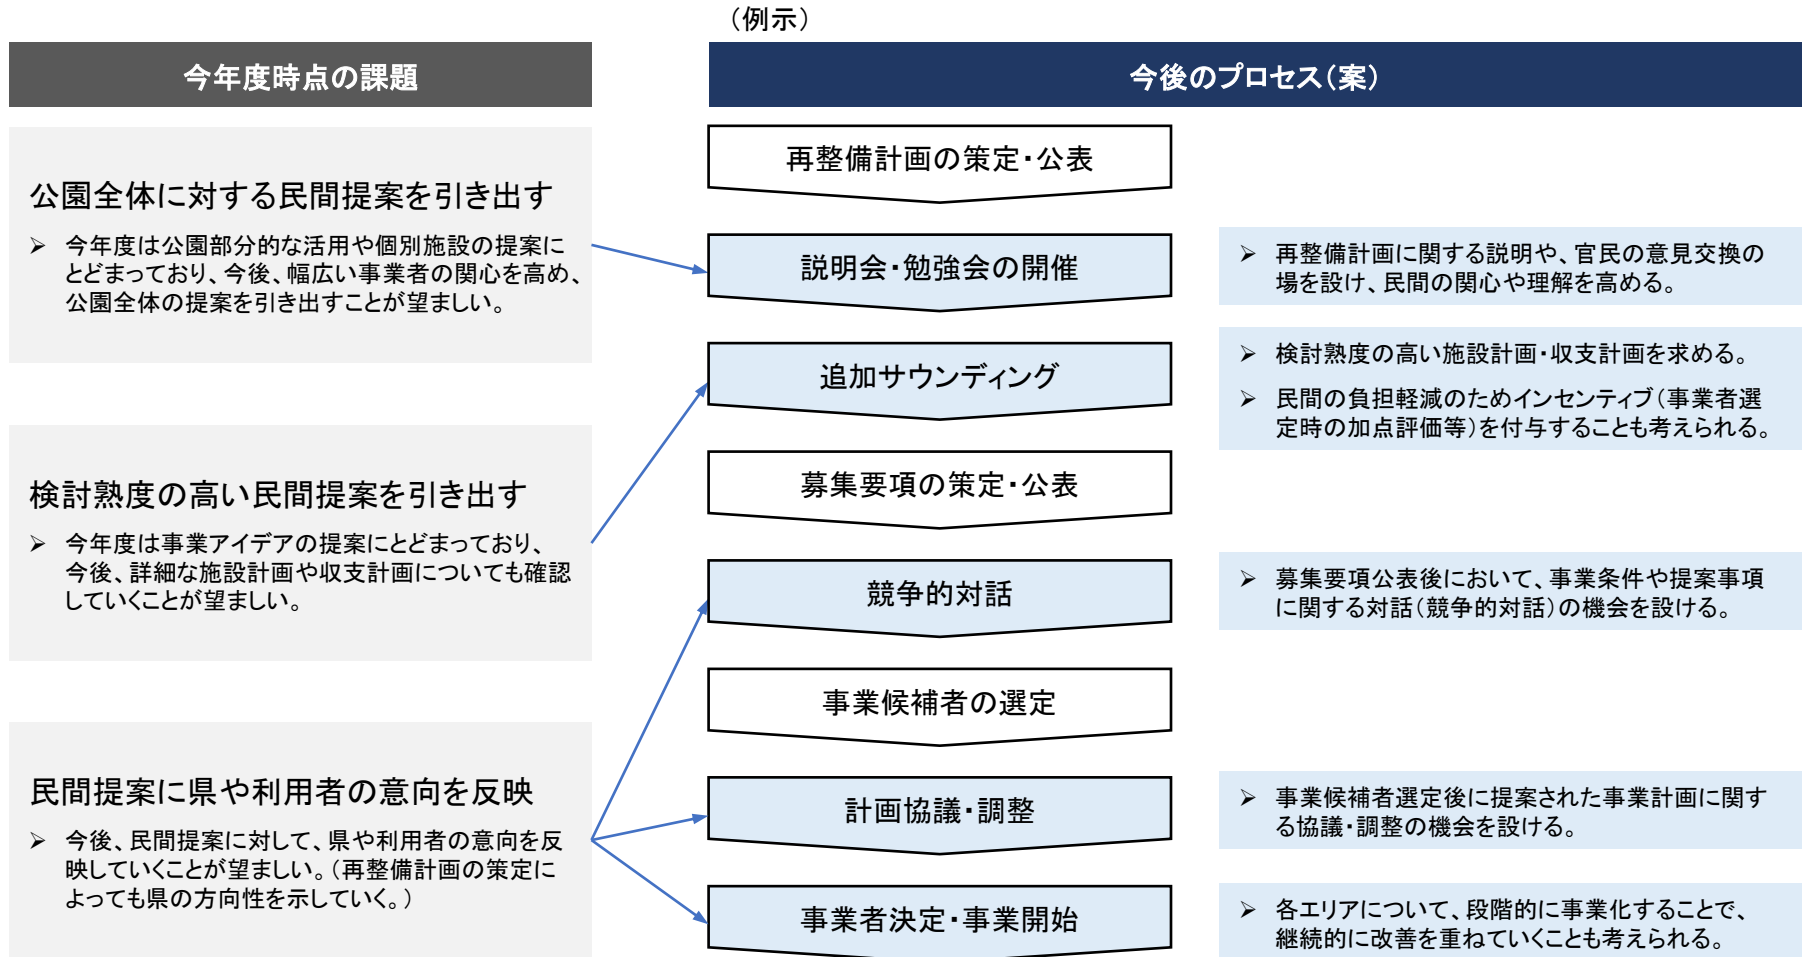 （例示）
今年度時点の課題
今後のプロセス（案）
公園全体に対する民間提案を引き出す
➢ 今年度は公園部分的な活用や個別施設の提案に
とどまっており、今後、幅広い事業者の関心を高め、
公園全体の提案を引き出すことが望ましい。
検討熟度の高い民間提案を引き出す
➢ 今年度は事業アイデアの提案にとどまっており、
今後、詳細な施設計画や収支計画についても確認
していくことが望ましい。
民間提案に県や利用者の意向を反映
➢ 今後、民間提案に対して、県や利用者の意向を反
映していくことが望ましい。（再整備計画の策定に
よっても県の方向性を示していく。）
再整備計画の策定・公表
説明会・勉強会の開催
➢ 再整備計画に関する説明や、官民の意見交換の
場を設け、民間の関心や理解を高める。
追加サウンディング
➢ 検討熟度の高い施設計画・収支計画を求める。
➢ 民間の負担軽減のためインセンティブ（事業者選
定時の加点評価等）を付与することも考えられる。
募集要項の策定・公表
競争的対話
➢ 募集要項公表後において、事業条件や提案事項
に関する対話（競争的対話）の機会を設ける。
事業候補者の選定
計画協議・調整
➢ 事業候補者選定後に提案された事業計画に関す
る協議・調整の機会を設ける。
事業者決定・事業開始
➢ 各エリアについて、段階的に事業化することで、
継続的に改善を重ねていくことも考えられる。